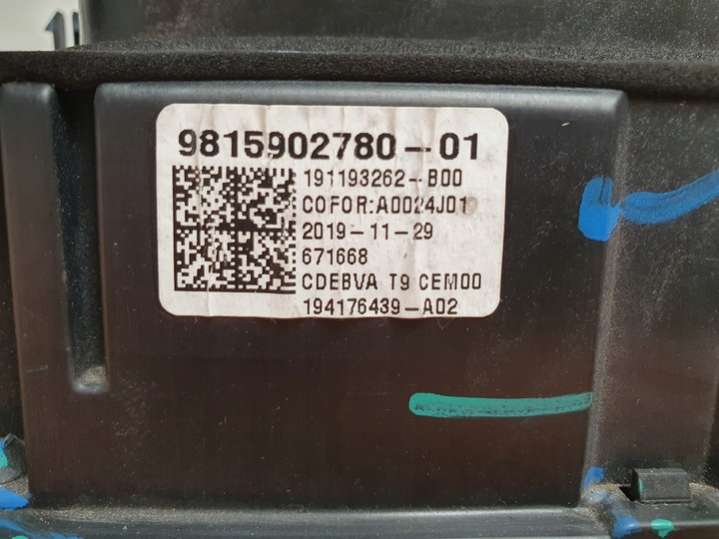 9815902780-01
191193262-B00
COFOR:A0024J01
2019-11-29
671668
CDEBVA T9 CEM00
194176439-A02